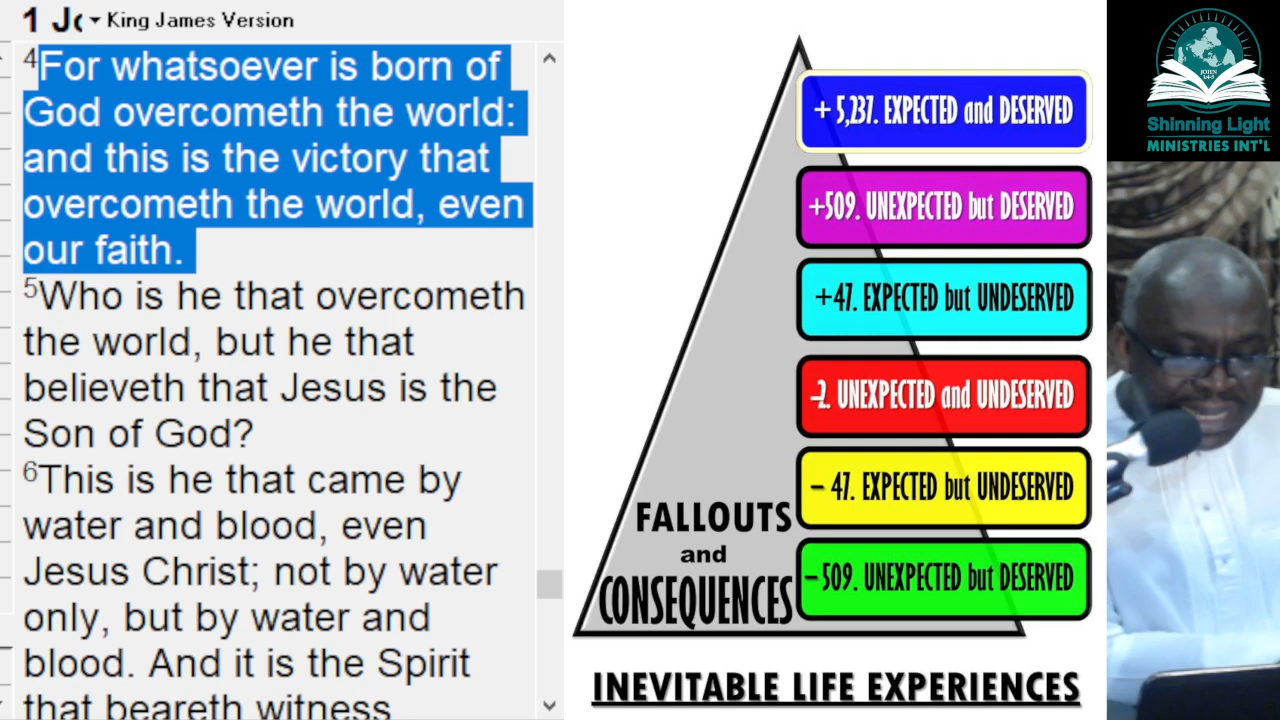 1 Jo King James Version
4For whatsoever is born of
God overcometh the world:
and this is the victory that
overcometh the world, even
our faith.
5Who is he that overcometh
the world, but he that
believeth that Jesus is the
Son of God?
6This is he that came by
water and blood, even
Jesus Christ; not by water
only, but by water and
blood. And it is the Spirit
that beareth witness
+ 5,237. EXPECTED and DESERVED
+509. UNEXPECTED but DESERVED
+47. EXPECTED but UNDESERVED
-2. UNEXPECTED and UNDESERVED
– 47. EXPECTED but UNDESERVED
– 509. UNEXPECTED but DESERVED
FALLOUTS
and
CONSEQUENCES
INEVITABLE LIFE EXPERIENCES
JOHN
1:4-5
Shinning Light
MINISTRIES INT'L